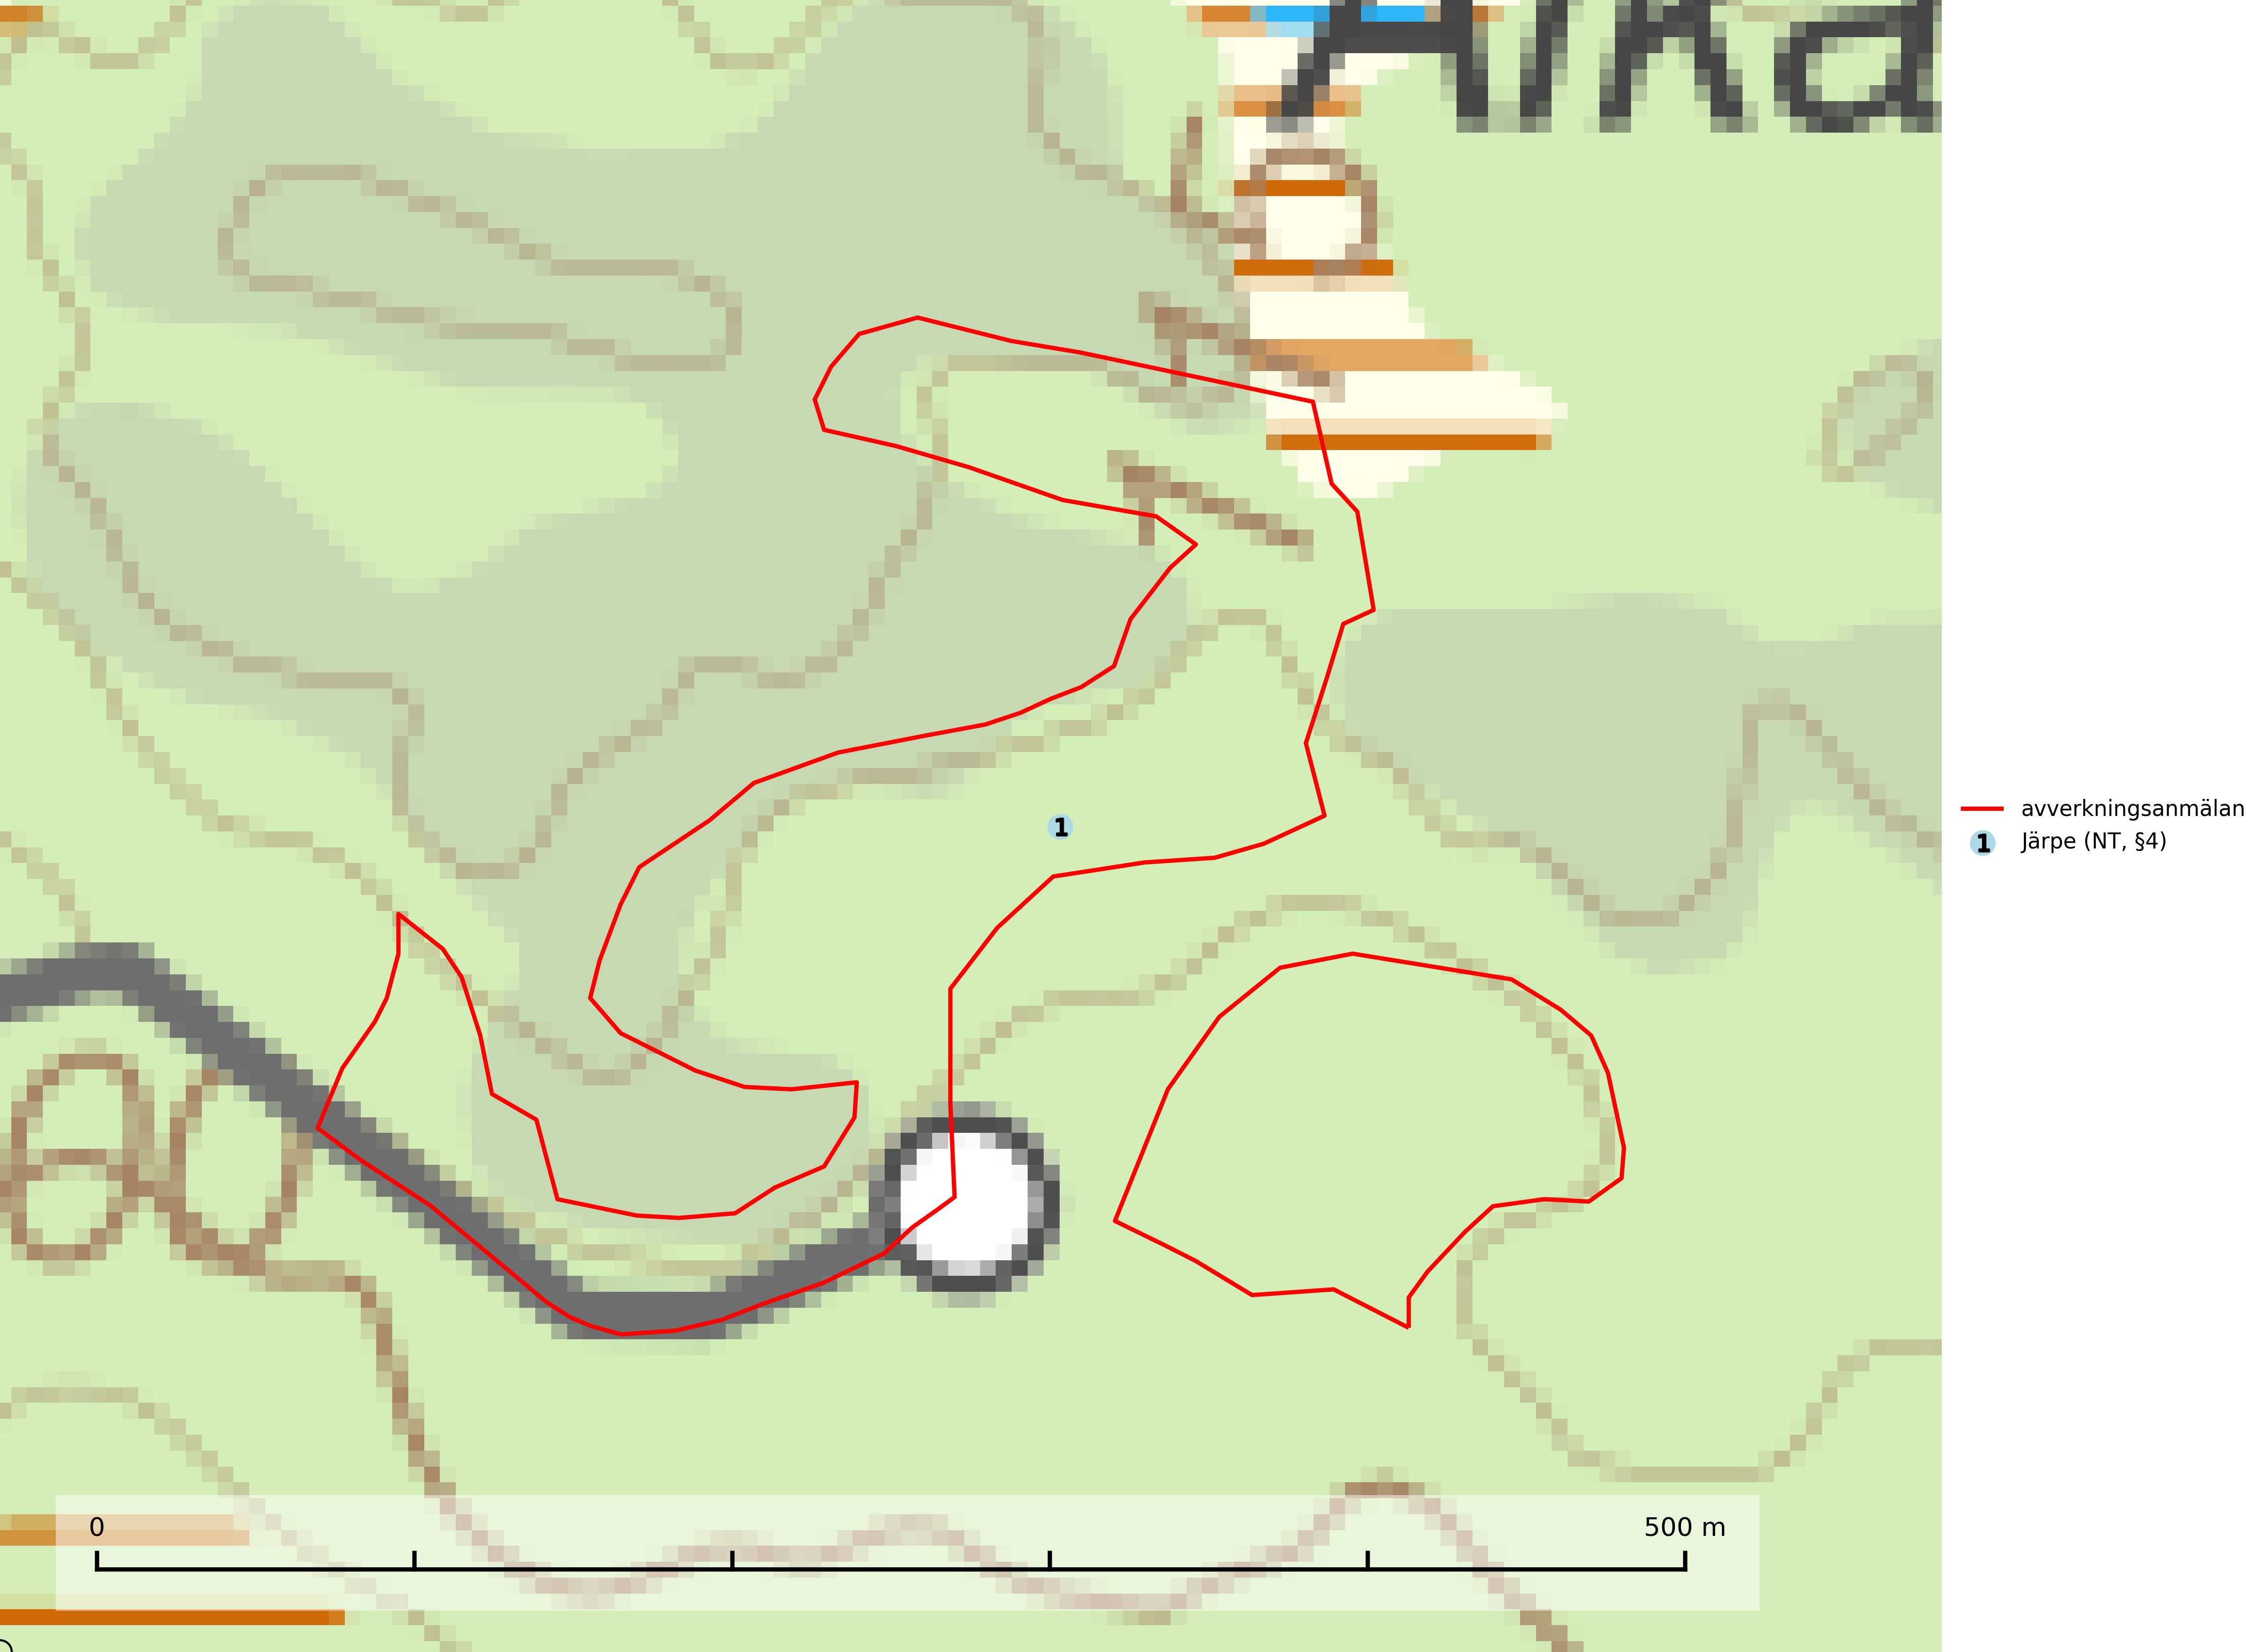 1
avverkningsanmälan
1 Järpe (NT, §4)
0 500 m